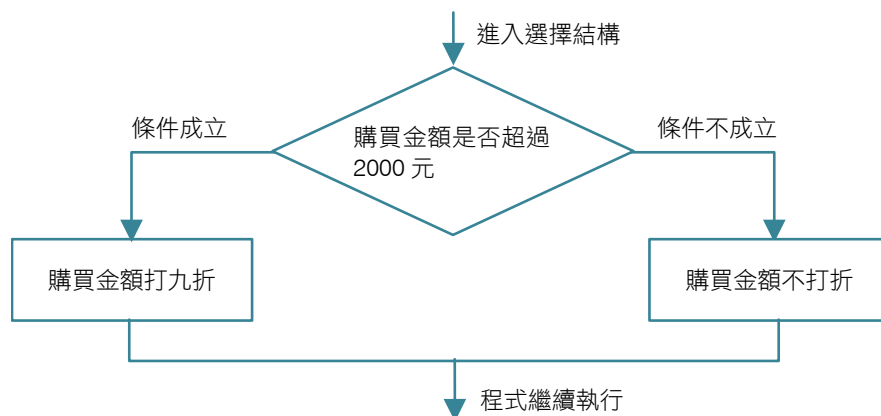 進入選擇結構
條件成立
購買金額是否超過
2000 元
條件不成立
購買金額打九折
購買金額不打折
程式繼續執行